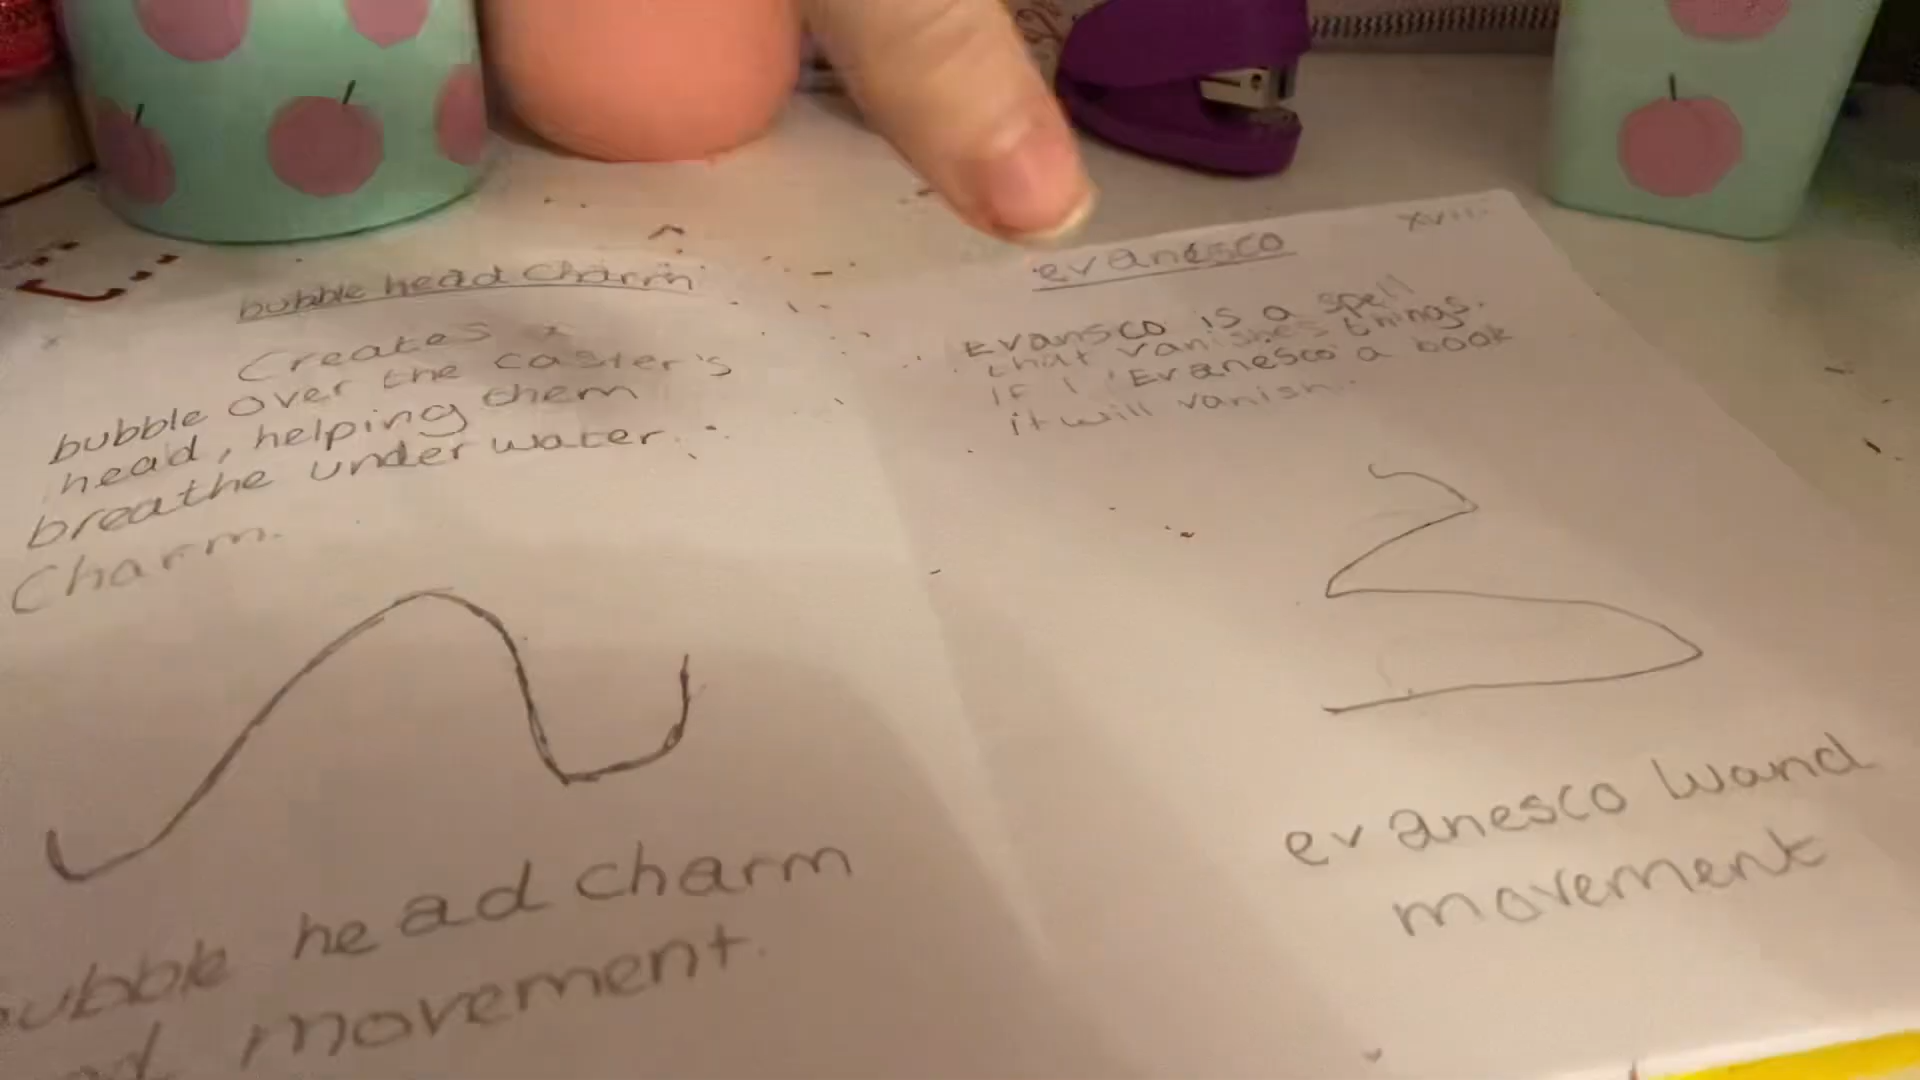 bubble head charm
Creates a
bubble over the caster's
head, helping them
breathe under water.
Charm.
bubble head charm
movement.
xviii
evanesco
Evansco is a spell
that vanishes things.
If I 'Evanesco' a book
it will vanish..
evanesco wand
movement